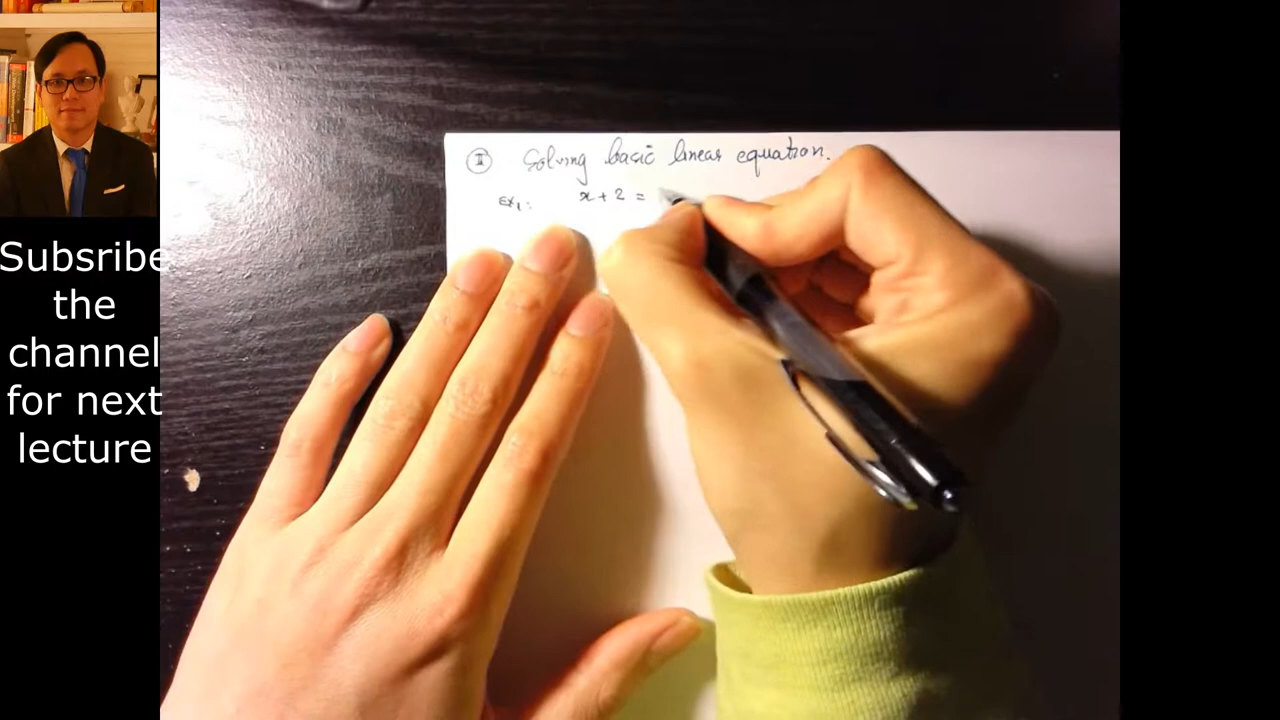 Subsribe
the
channel
for next
lecture
II Solving basic linear equation.
Ex1: x + 2 =